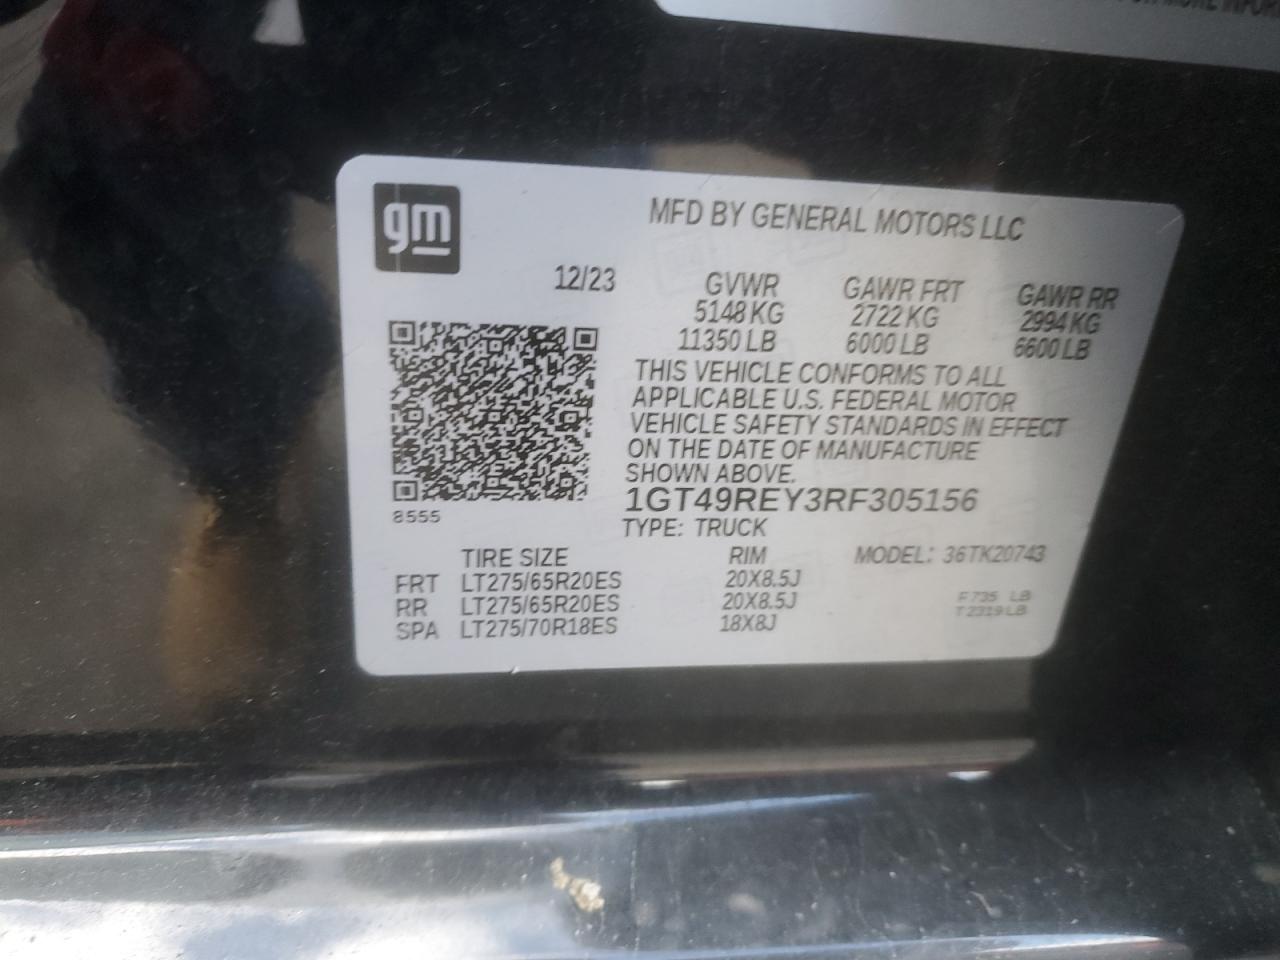 gm
MFD BY GENERAL MOTORS LLC
12/23
GVWR GAWR FRT GAWR RR
5148 KG 2722 KG 2994 KG
11350 LB 6000 LB 6600 LB
THIS VEHICLE CONFORMS TO ALL
APPLICABLE U.S. FEDERAL MOTOR
VEHICLE SAFETY STANDARDS IN EFFECT
ON THE DATE OF MANUFACTURE
SHOWN ABOVE.
1GT49REY3RF305156
8555
TYPE: TRUCK
TIRE SIZE RIM MODEL: 36TK20743
FRT LT275/65R20ES 20X8.5J
RR LT275/65R20ES 20X8.5J
SPA LT275/70R18ES 18X8J
F 735 LB
T 2319 LB